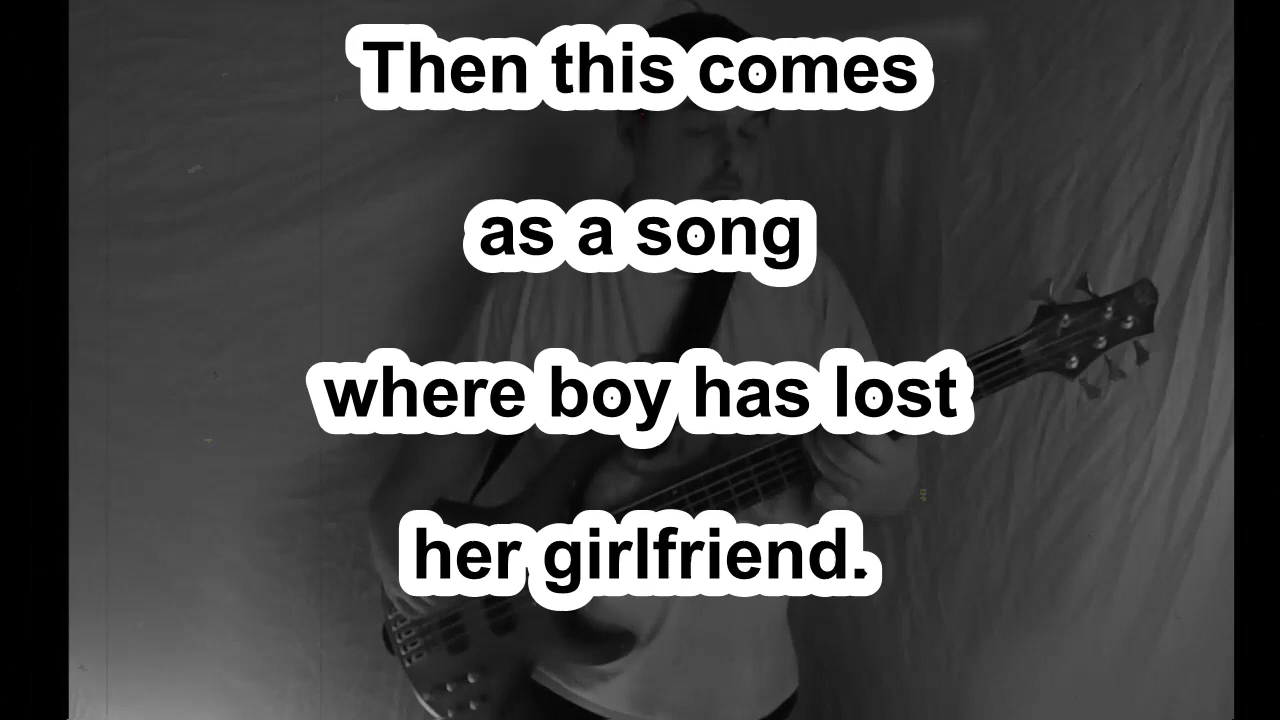 Then this comes
as a song
where boy has lost
her girlfriend.